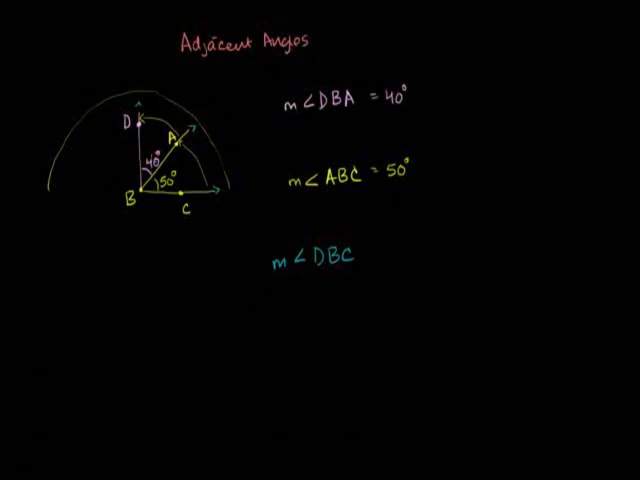 Adjacent Angles
m∠DBA = 40°
D
A
40°
50°
m∠ABC = 50°
B
C
m∠DBC